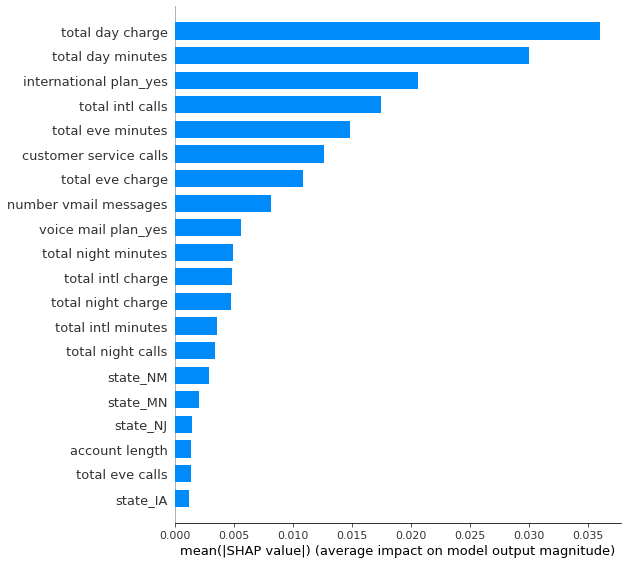 total day charge
total day minutes
international plan_yes
total intl calls
total eve minutes
customer service calls
total eve charge
number vmail messages
voice mail plan_yes
total night minutes
total intl charge
total night charge
total intl minutes
total night calls
state_NM
state_MN
state_NJ
account length
total eve calls
state_IA
0.000 0.005 0.010 0.015 0.020 0.025 0.030 0.035
mean(|SHAP value|) (average impact on model output magnitude)